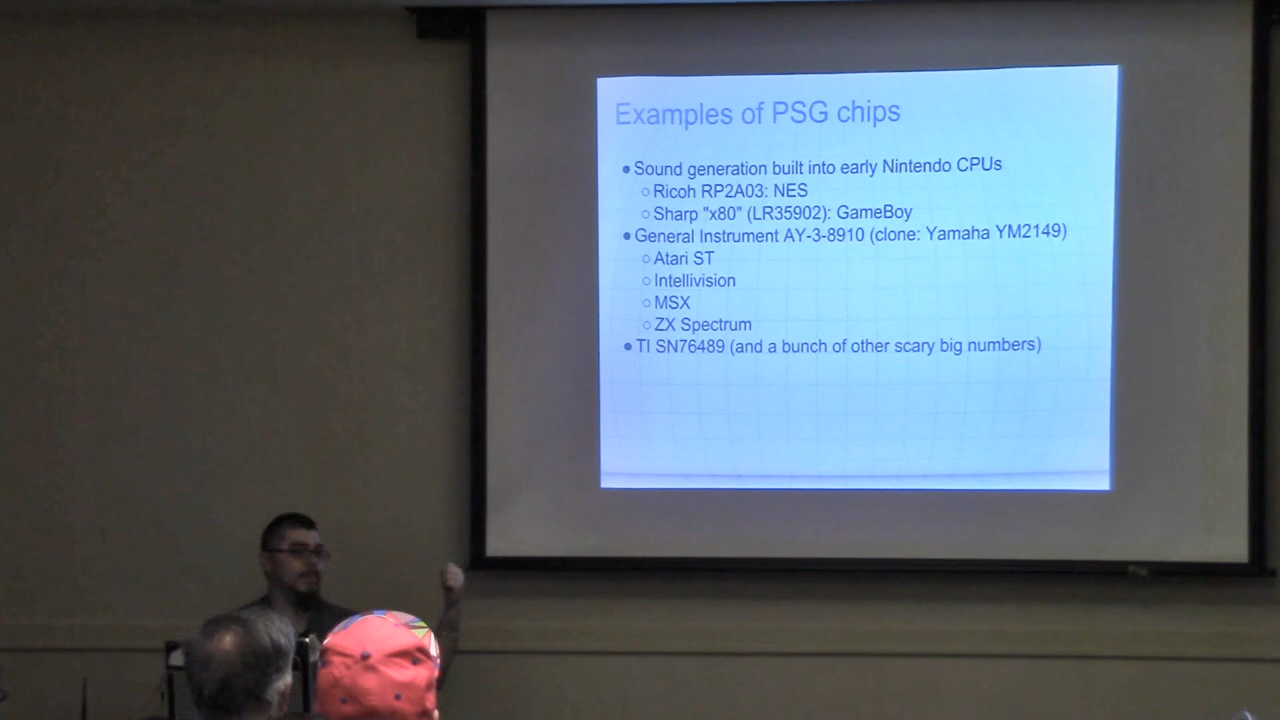 Examples of PSG chips
● Sound generation built into early Nintendo CPUs
○ Ricoh RP2A03: NES
○ Sharp "x80" (LR35902): GameBoy
● General Instrument AY-3-8910 (clone: Yamaha YM2149)
○ Atari ST
○ Intellivision
○ MSX
○ ZX Spectrum
● TI SN76489 (and a bunch of other scary big numbers)